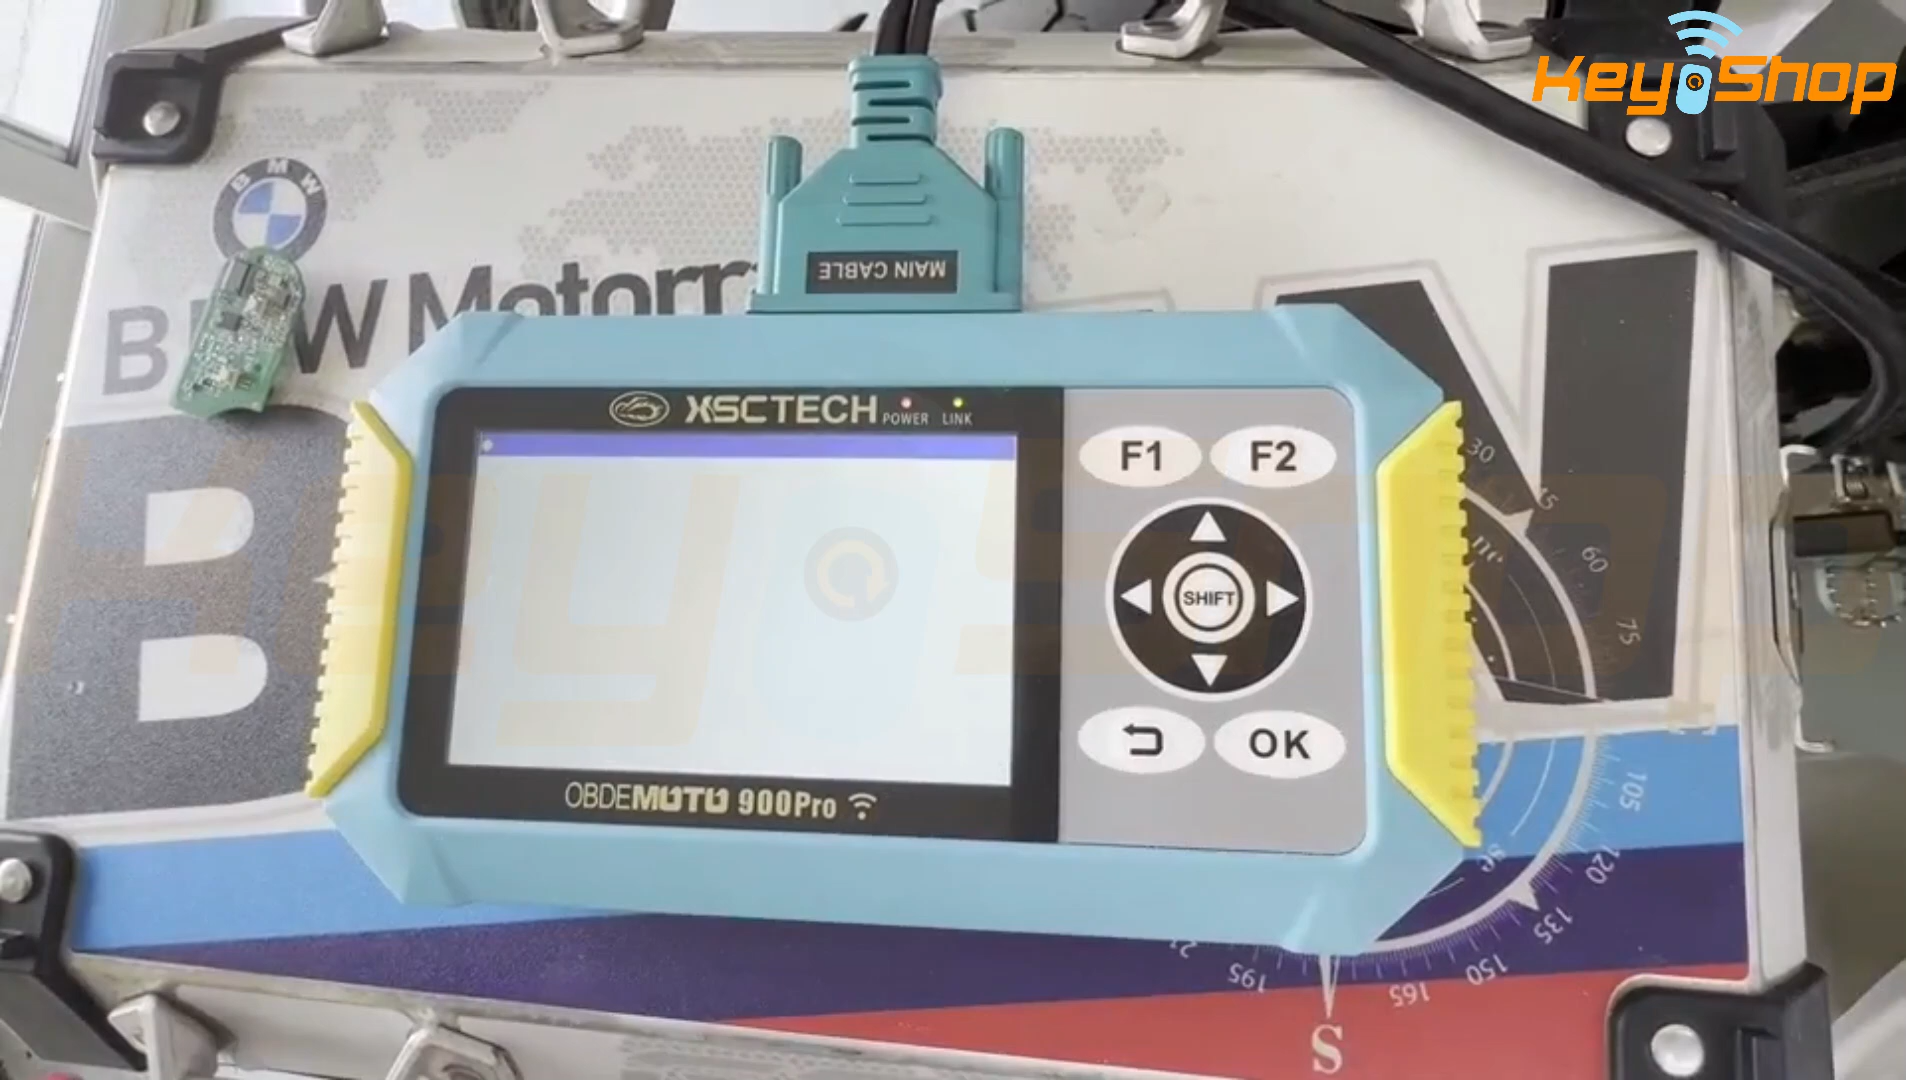 KeyShop
BMW
BMW Motorr
MAIN CABLE
XSCTECH
POWER LINK
F1 F2
SHIFT
OK
OBDEMOTO 900Pro
30
45
60
75
105
120
135
150
165
195
S
KeyShop